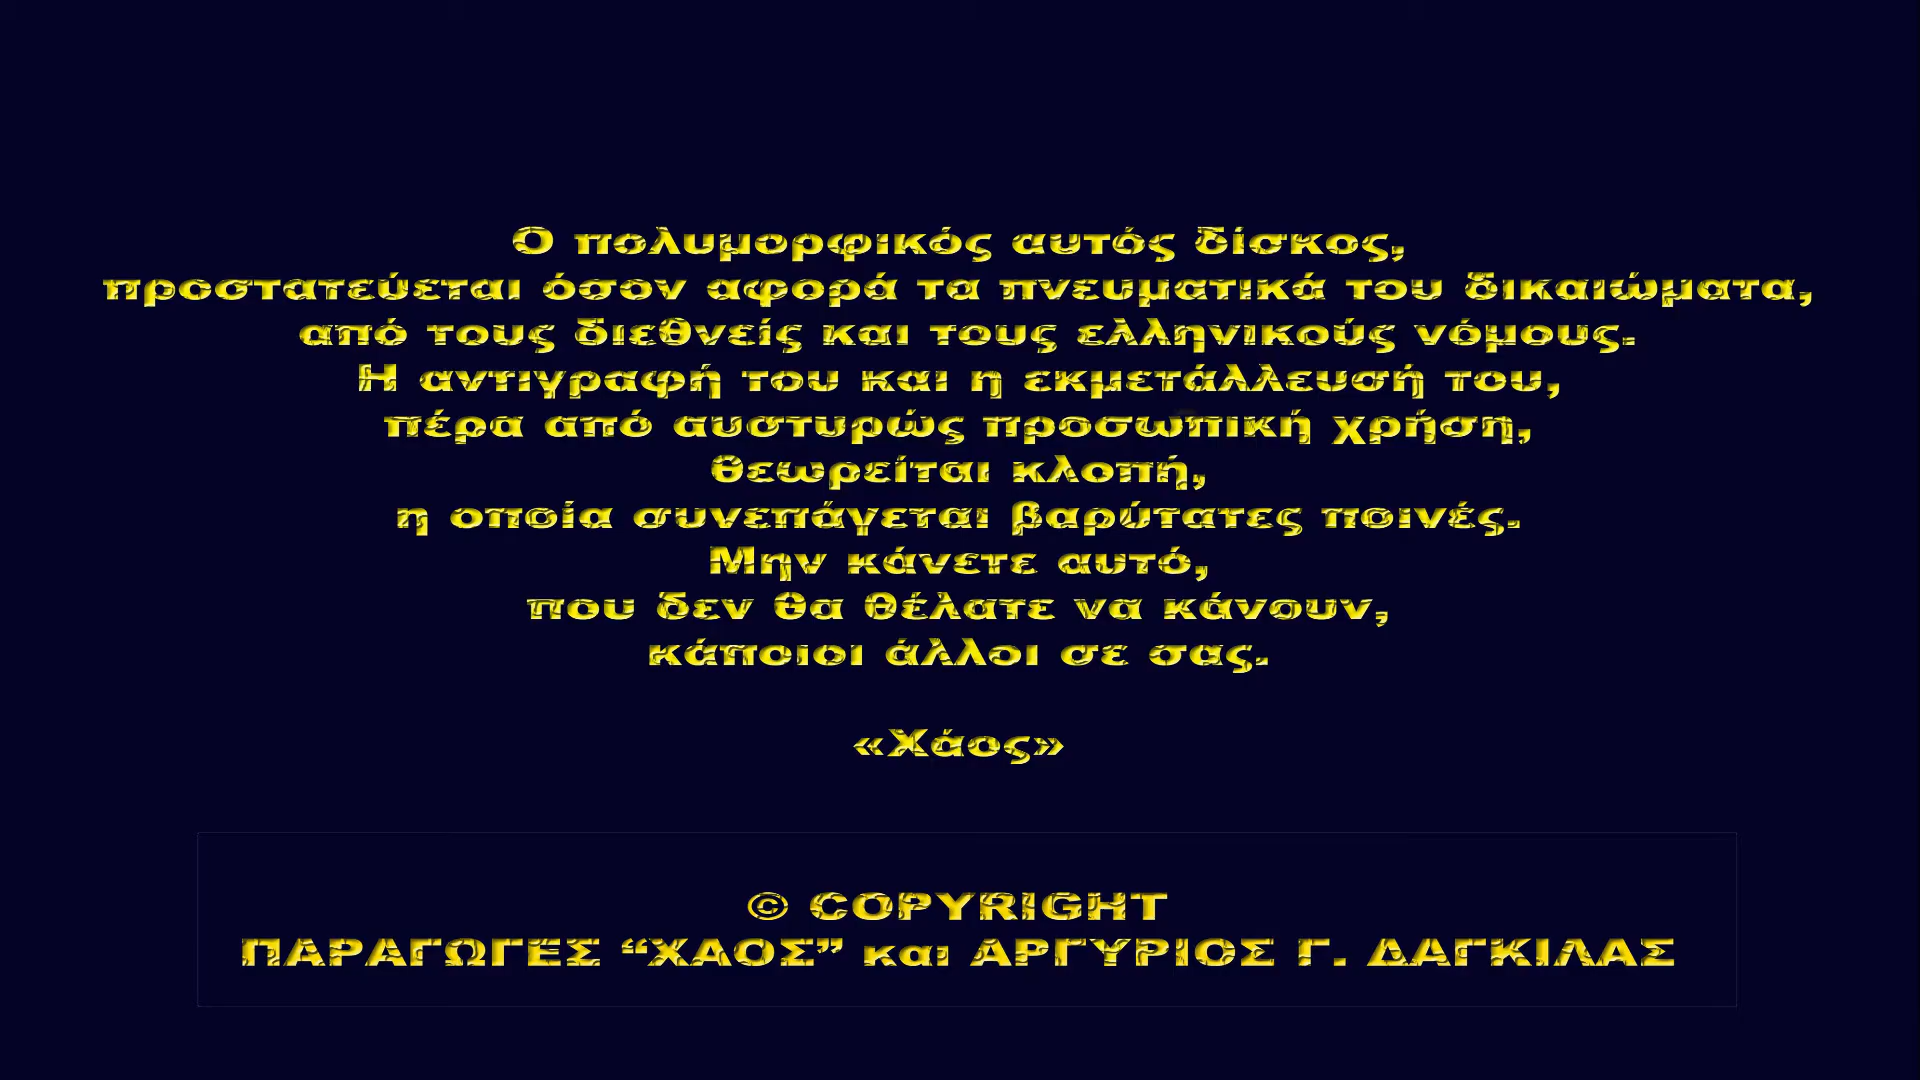 Ο πολυμορφικός αυτός δίσκος,
προστατεύεται όσον αφορά τα πνευματικά του δικαιώματα,
από τους διεθνείς και τους ελληνικούς νόμους.
Η αντιγραφή του και η εκμετάλλευσή του,
πέρα από αυστυρώς προσωπική χρήση,
θεωρείται κλοπή,
η οποία συνεπάγεται βαρύτατες ποινές.
Μην κάνετε αυτό,
που δεν θα θέλατε να κάνουν,
κάποιοι άλλοι σε σας.
«Χάος»
© COPYRIGHT
ΠΑΡΑΓΩΓΕΣ “ΧΑΟΣ” και ΑΡΓΥΡΙΟΣ Γ. ΔΑΓΚΙΛΑΣ